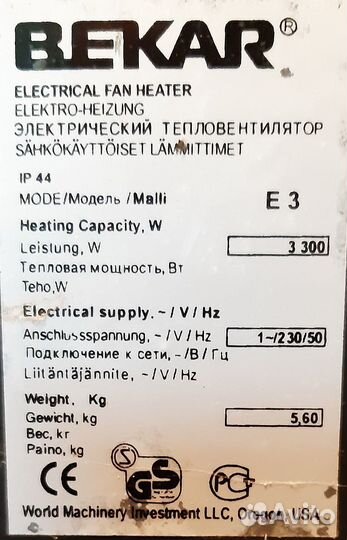 BEKAR®
ELECTRICAL FAN HEATER
ELEKTRO-HEIZUNG
ЭЛЕКТРИЧЕСКИЙ ТЕПЛОВЕНТИЛЯТОР
SÄHKÖKÄYTTÖISET LÄMMITTIMET
IP 44
MODE/Модель/Malli E 3
Heating Capacity, W
Leistung, W 3 300
Тепловая мощность, Вт
Teho,W
Electrical supply. ~/V/Hz
Anschlussspannung, ~/V/Hz 1~/230/50
Подключение к сети, ~/В/Гц
Liitäntäjännite, ~/V/Hz
Weight, Kg
Gewicht, kg 5,60
Вес, кг
Paino, kg
CE S GS PC
World Machinery Investment LLC, Oregon, USA
Avito